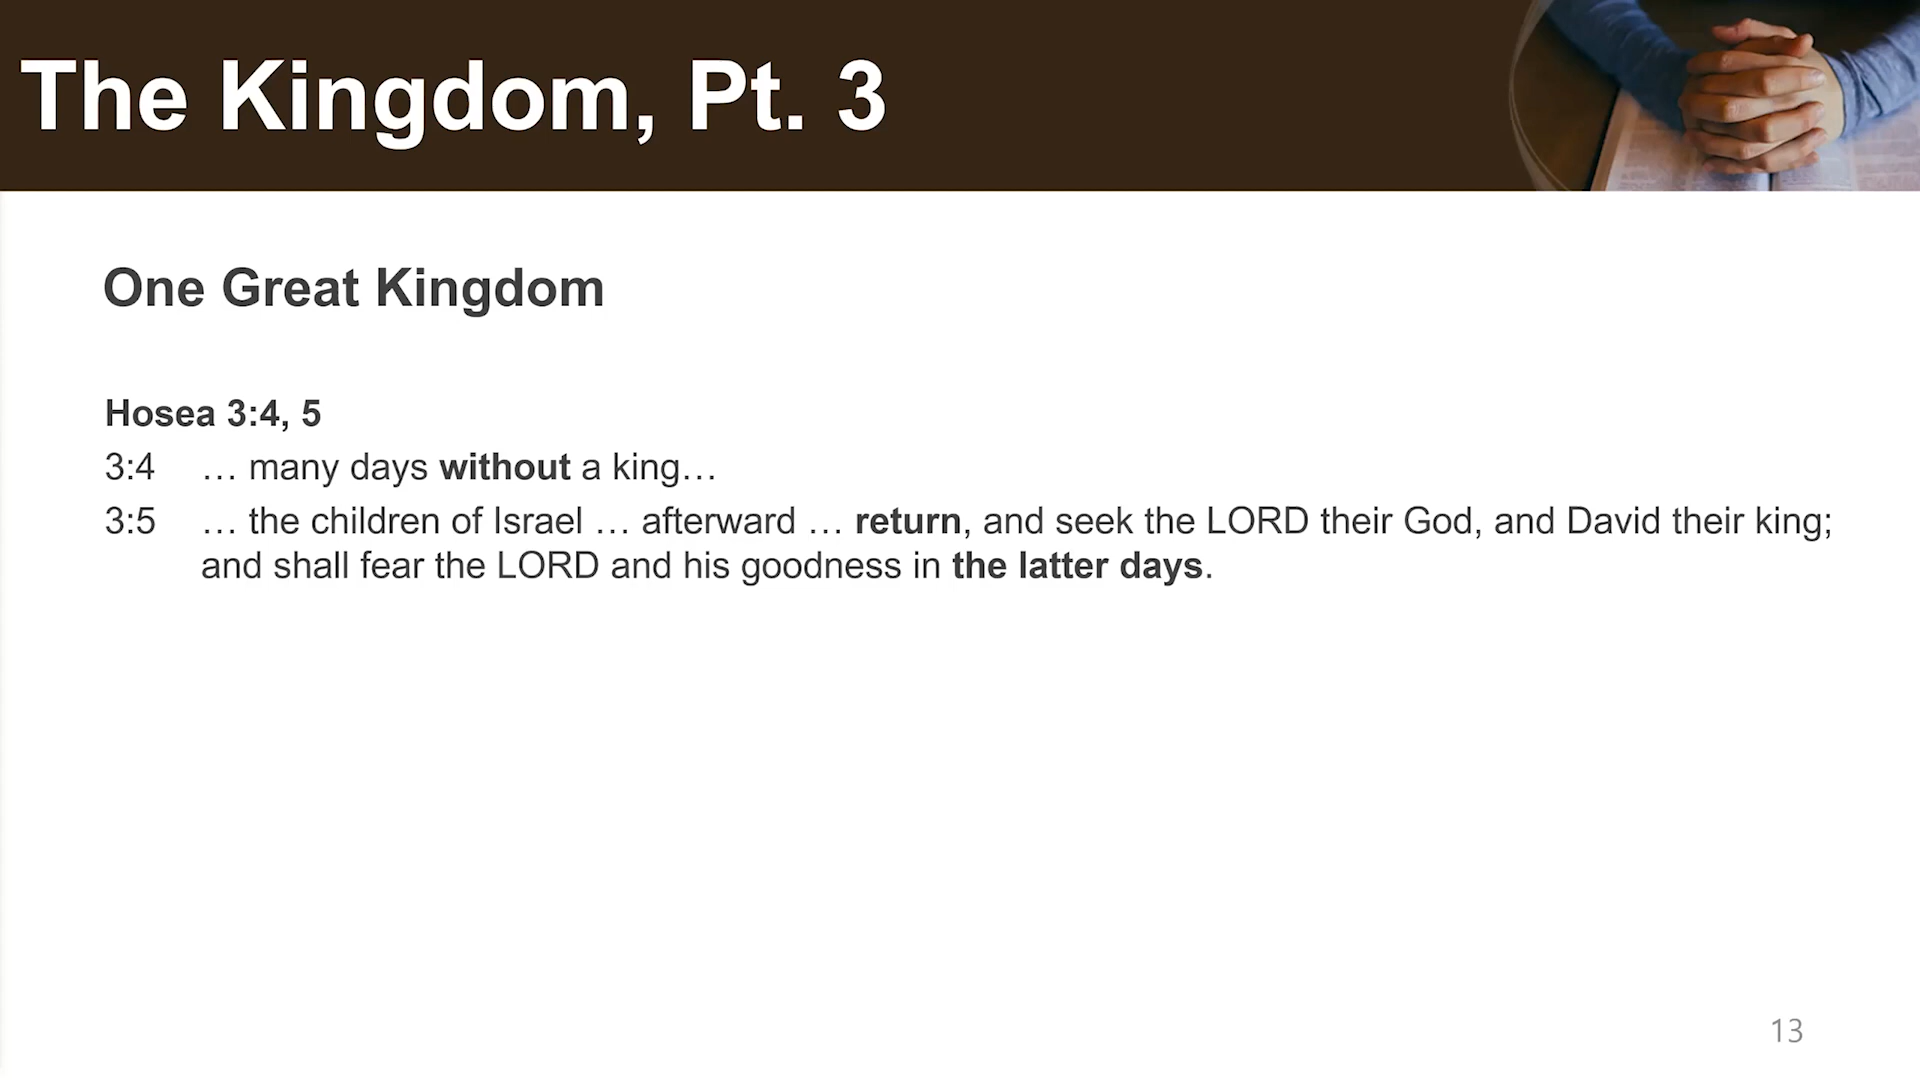 The Kingdom, Pt. 3
One Great Kingdom
Hosea 3:4, 5
3:4 … many days without a king…
3:5 … the children of Israel … afterward … return, and seek the LORD their God, and David their king;
and shall fear the LORD and his goodness in the latter days.
13